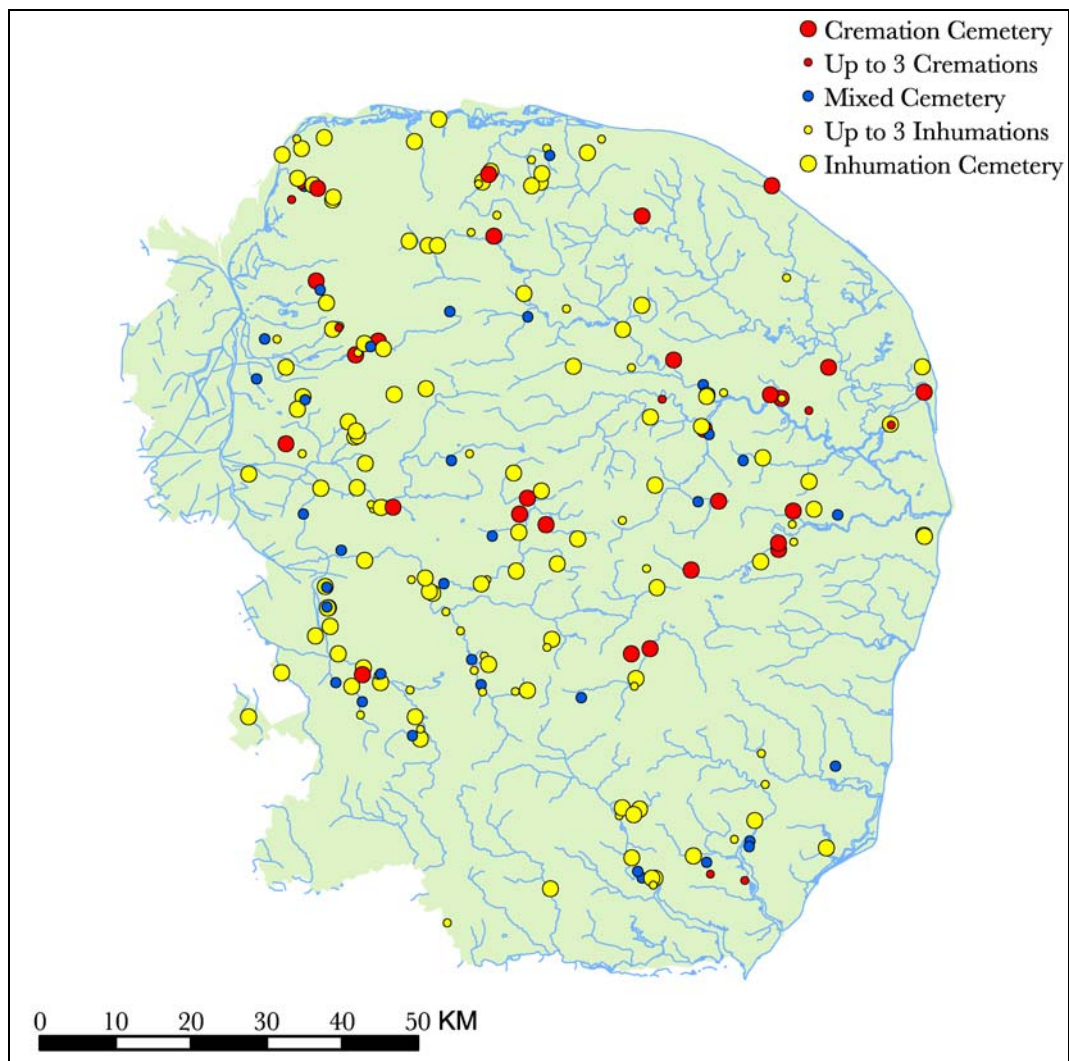 Cremation Cemetery
Up to 3 Cremations
Mixed Cemetery
Up to 3 Inhumations
Inhumation Cemetery
0 10 20 30 40 50 KM